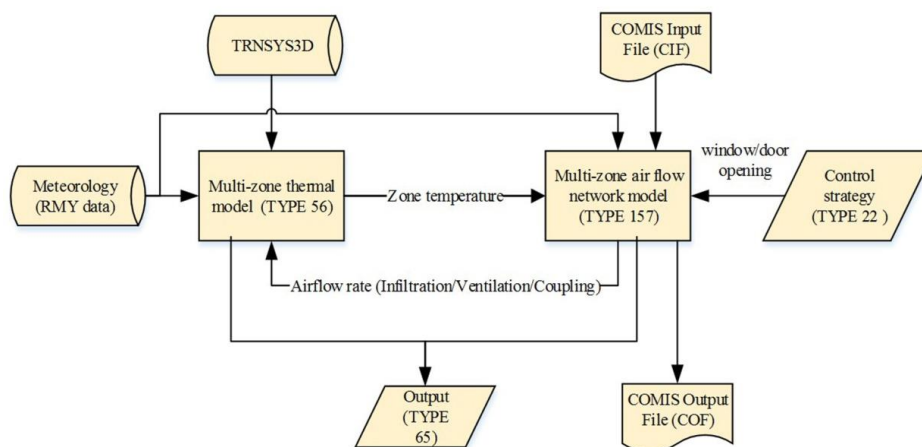 TRNSYS3D
COMIS Input
File (CIF)
Meteorology
(RMY data)
Multi-zone thermal
model (TYPE 56)
Zone temperature
Multi-zone air flow
network model
(TYPE 157)
window/door
opening
Control
strategy
(TYPE 22 )
Airflow rate (Infiltration/Ventilation/Coupling)
Output
(TYPE
65)
COMIS Output
File (COF)